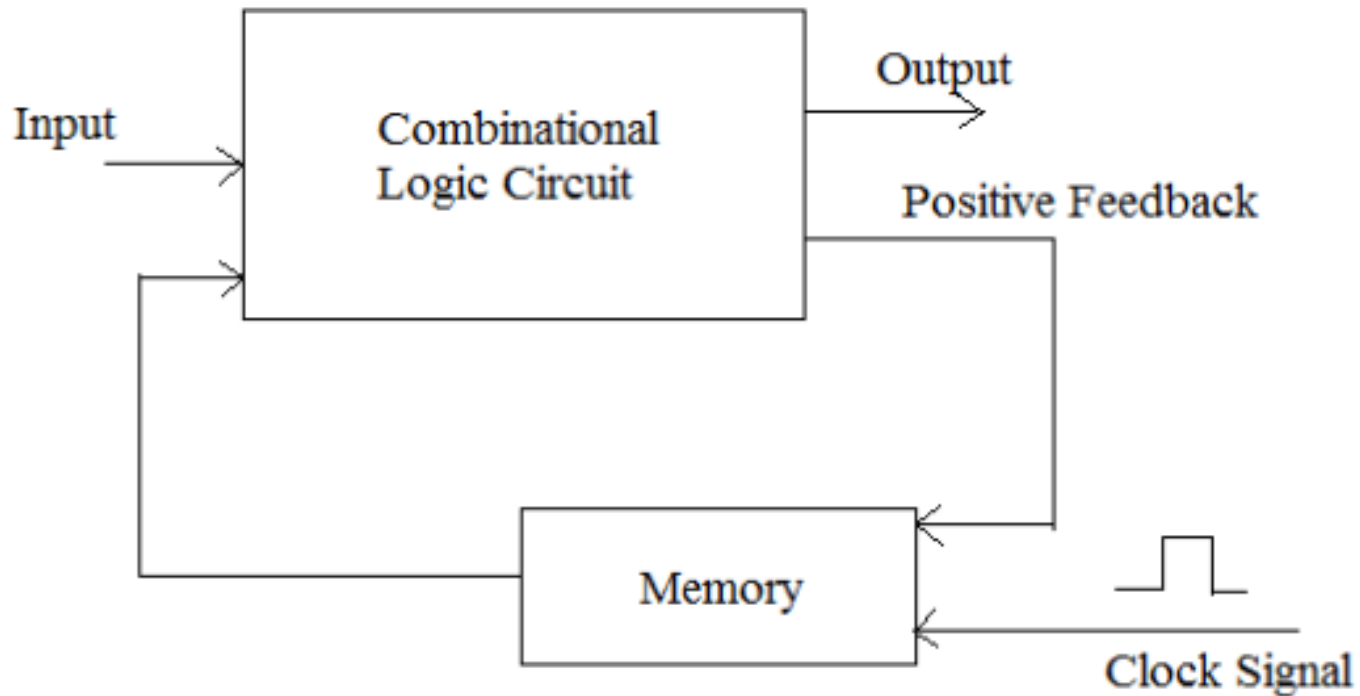 Output
Input
Combinational
Logic Circuit
Positive Feedback
Memory
Clock Signal